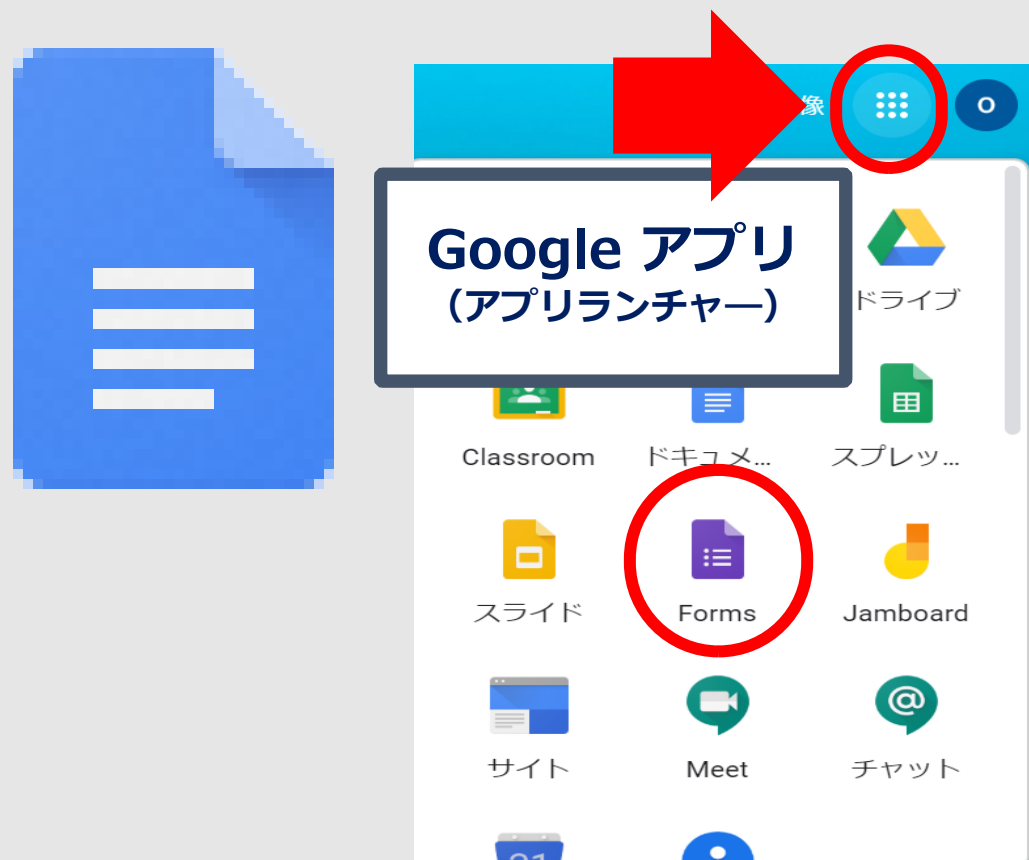 像
O
Google アプリ
（アプリランチャ―）
ドライブ
Classroom
ドキュメ...
スプレッ...
スライド
Forms
Jamboard
サイト
Meet
チャット